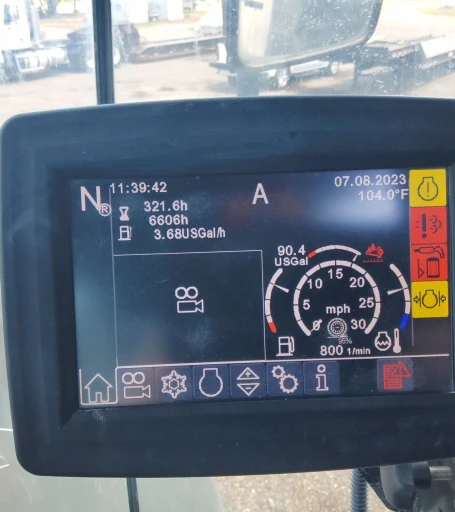 N® 11:39:42 A 07.08.2023
321.6h 104.0°F
6606h
3.68USGal/h
90.4
USGal
15
10 20
5 25
mph
0 30
95%
800 1/min